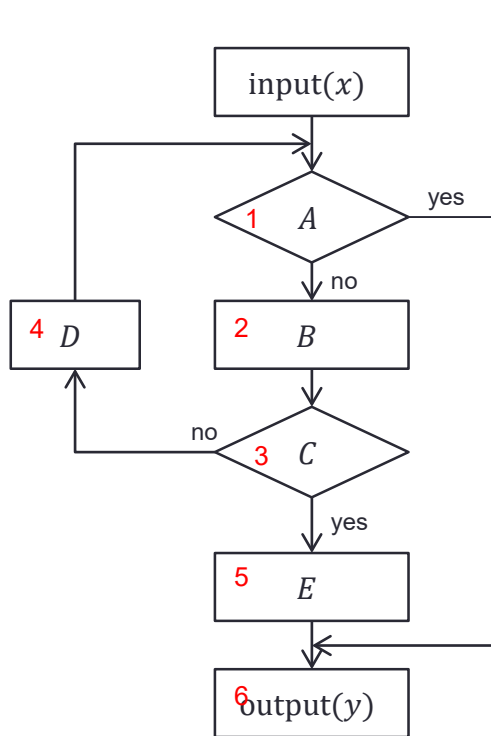 input(x)
1 A
yes
no
4 D
2 B
no
3 C
yes
5 E
6 output(y)